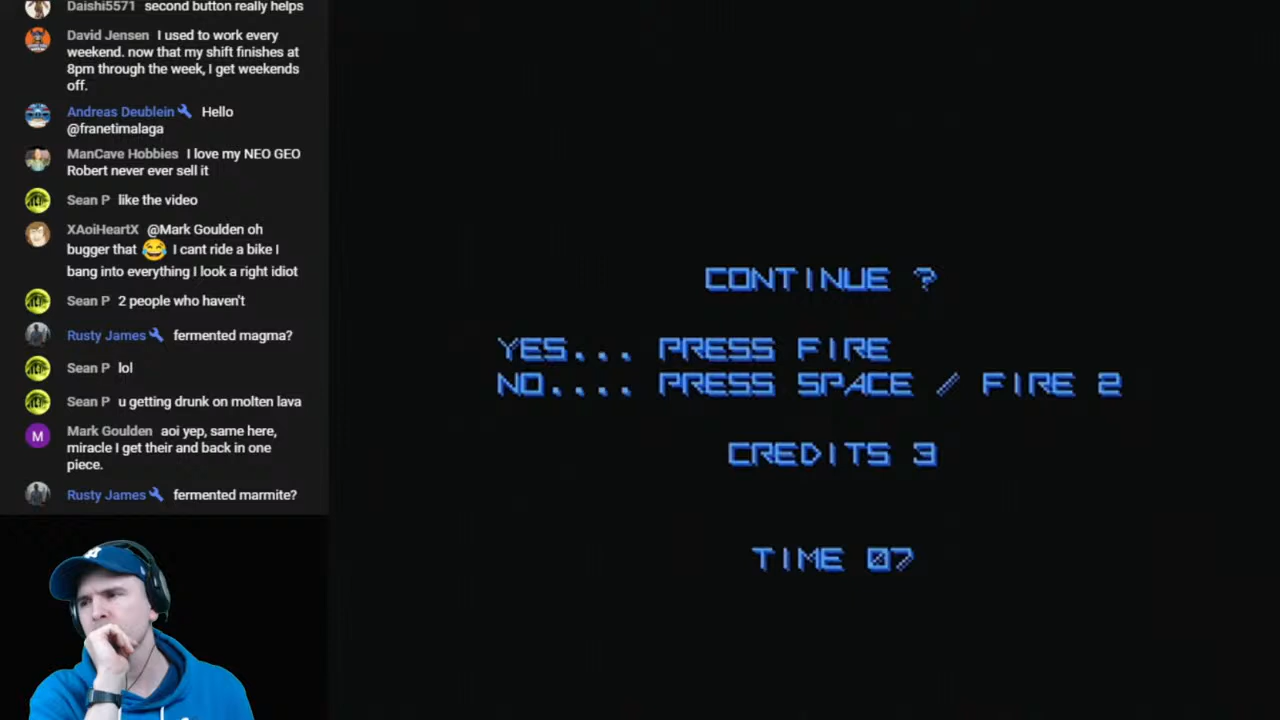 Daishi5571 second button really helps
David Jensen I used to work every
weekend. now that my shift finishes at
8pm through the week, I get weekends
off.
Andreas Deublein Hello
@franetimalaga
ManCave Hobbies I love my NEO GEO
Robert never ever sell it
Sean P like the video
XAoiHeartX @Mark Goulden oh
bugger that 😂 I cant ride a bike I
bang into everything I look a right idiot
Sean P 2 people who haven't
Rusty James fermented magma?
Sean P lol
Sean P u getting drunk on molten lava
M
Mark Goulden aoi yep, same here,
miracle I get their and back in one
piece.
Rusty James fermented marmite?
CONTINUE ?
YES... PRESS FIRE
NO.... PRESS SPACE / FIRE 2
CREDITS 3
TIME 07